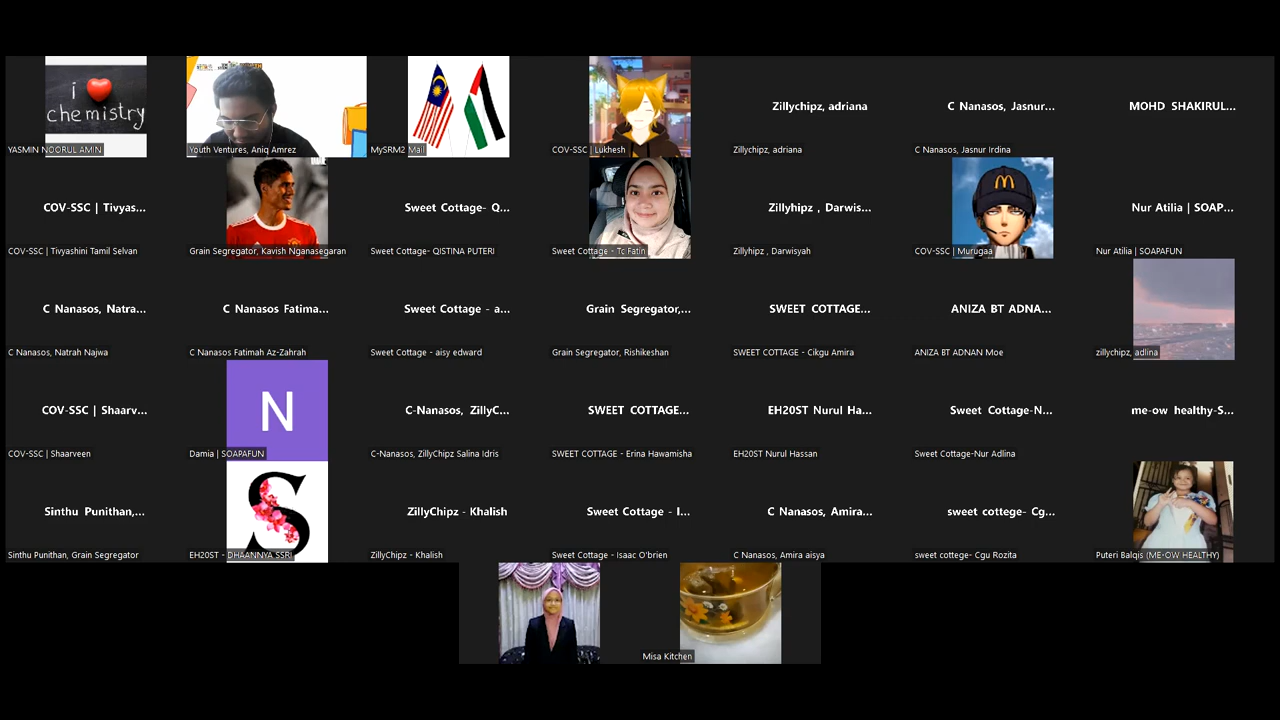 i
chemistry
YASMIN NOORUL AMIN
Youth Ventures, Aniq Amrez
MySRM2 Mail
COV-SSC | Lukhesh
Zillychipz, adriana
Zillychipz, adriana
C Nanasos, Jasnur...
C Nanasos, Jasnur Irdina
MOHD SHAKIRUL...
COV-SSC | Tivyas...
COV-SSC | Tivyashini Tamil Selvan
Grain Segregator, Kavish Nganasegaran
Sweet Cottage- Q...
Sweet Cottage- QISTINA PUTERI
Sweet Cottage - Tc Fatin
Zillyhipz , Darwis...
Zillyhipz , Darwisyah
COV-SSC | Murugaa
Nur Atilia | SOAP...
Nur Atilia | SOAPAFUN
C Nanasos, Natra...
C Nanasos, Natrah Najwa
C Nanasos Fatima...
C Nanasos Fatimah Az-Zahrah
Sweet Cottage - a...
Sweet Cottage - aisy edward
Grain Segregator,...
Grain Segregator, Rishikeshan
SWEET COTTAGE...
SWEET COTTAGE - Cikgu Amira
ANIZA BT ADNA...
ANIZA BT ADNAN Moe
zillychipz, adlina
COV-SSC | Shaarv...
COV-SSC | Shaarveen
N
Damia | SOAPAFUN
C-Nanasos, ZillyC...
C-Nanasos, ZillyChipz Salina Idris
SWEET COTTAGE...
SWEET COTTAGE - Erina Hawamisha
EH20ST Nurul Ha...
EH20ST Nurul Hassan
Sweet Cottage-N...
Sweet Cottage-Nur Adlina
me-ow healthy-S...
Sinthu Punithan,...
Sinthu Punithan, Grain Segregator
S
EH20ST - DHAANNYA SSRI
ZillyChipz - Khalish
ZillyChipz - Khalish
Sweet Cottage - I...
Sweet Cottage - Isaac O'brien
C Nanasos, Amira...
C Nanasos, Amira aisya
sweet cottege- Cg...
sweet cottege- Cgu Rozita
Puteri Balqis (ME-OW HEALTHY)
Misa Kitchen